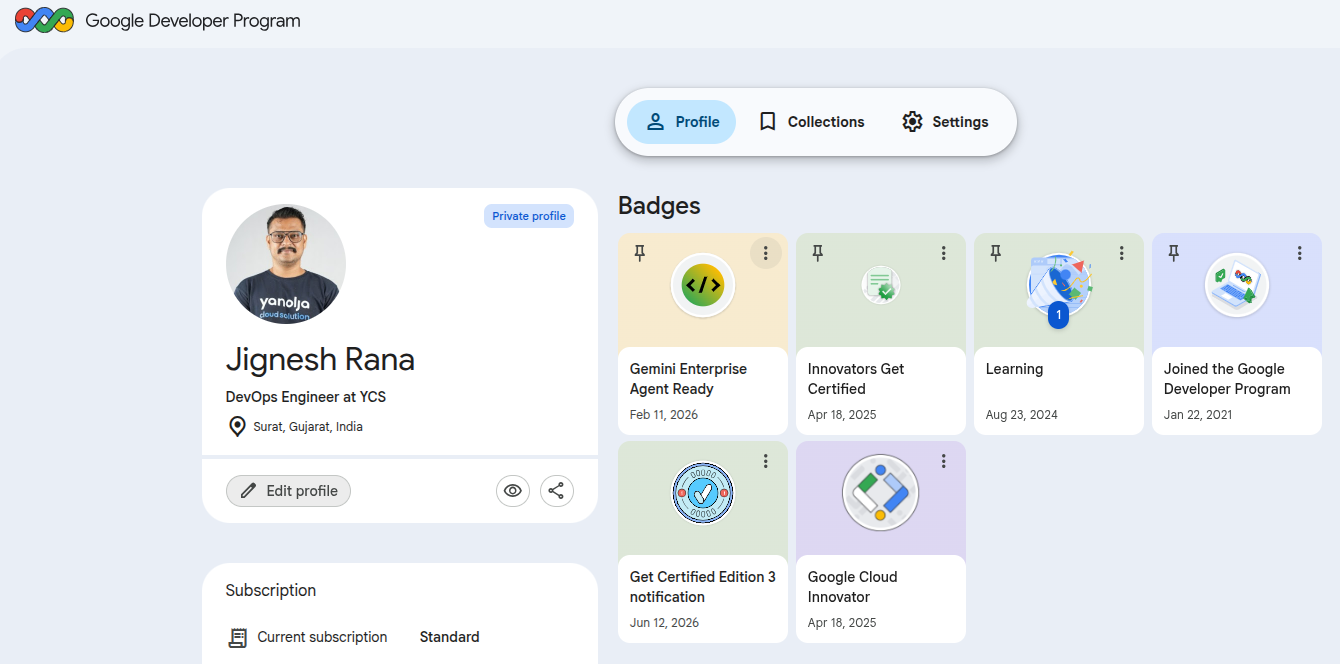 Google Developer Program
Profile
Collections
Settings
Private profile
yanolja
cloud solution
Jignesh Rana
DevOps Engineer at YCS
Surat, Gujarat, India
Edit profile
Subscription
Current subscription
Standard
Badges
Gemini Enterprise
Agent Ready
Feb 11, 2026
Innovators Get
Certified
Apr 18, 2025
1
Learning
Aug 23, 2024
Joined the Google
Developer Program
Jan 22, 2021
Get Certified Edition 3
notification
Jun 12, 2026
Google Cloud
Innovator
Apr 18, 2025